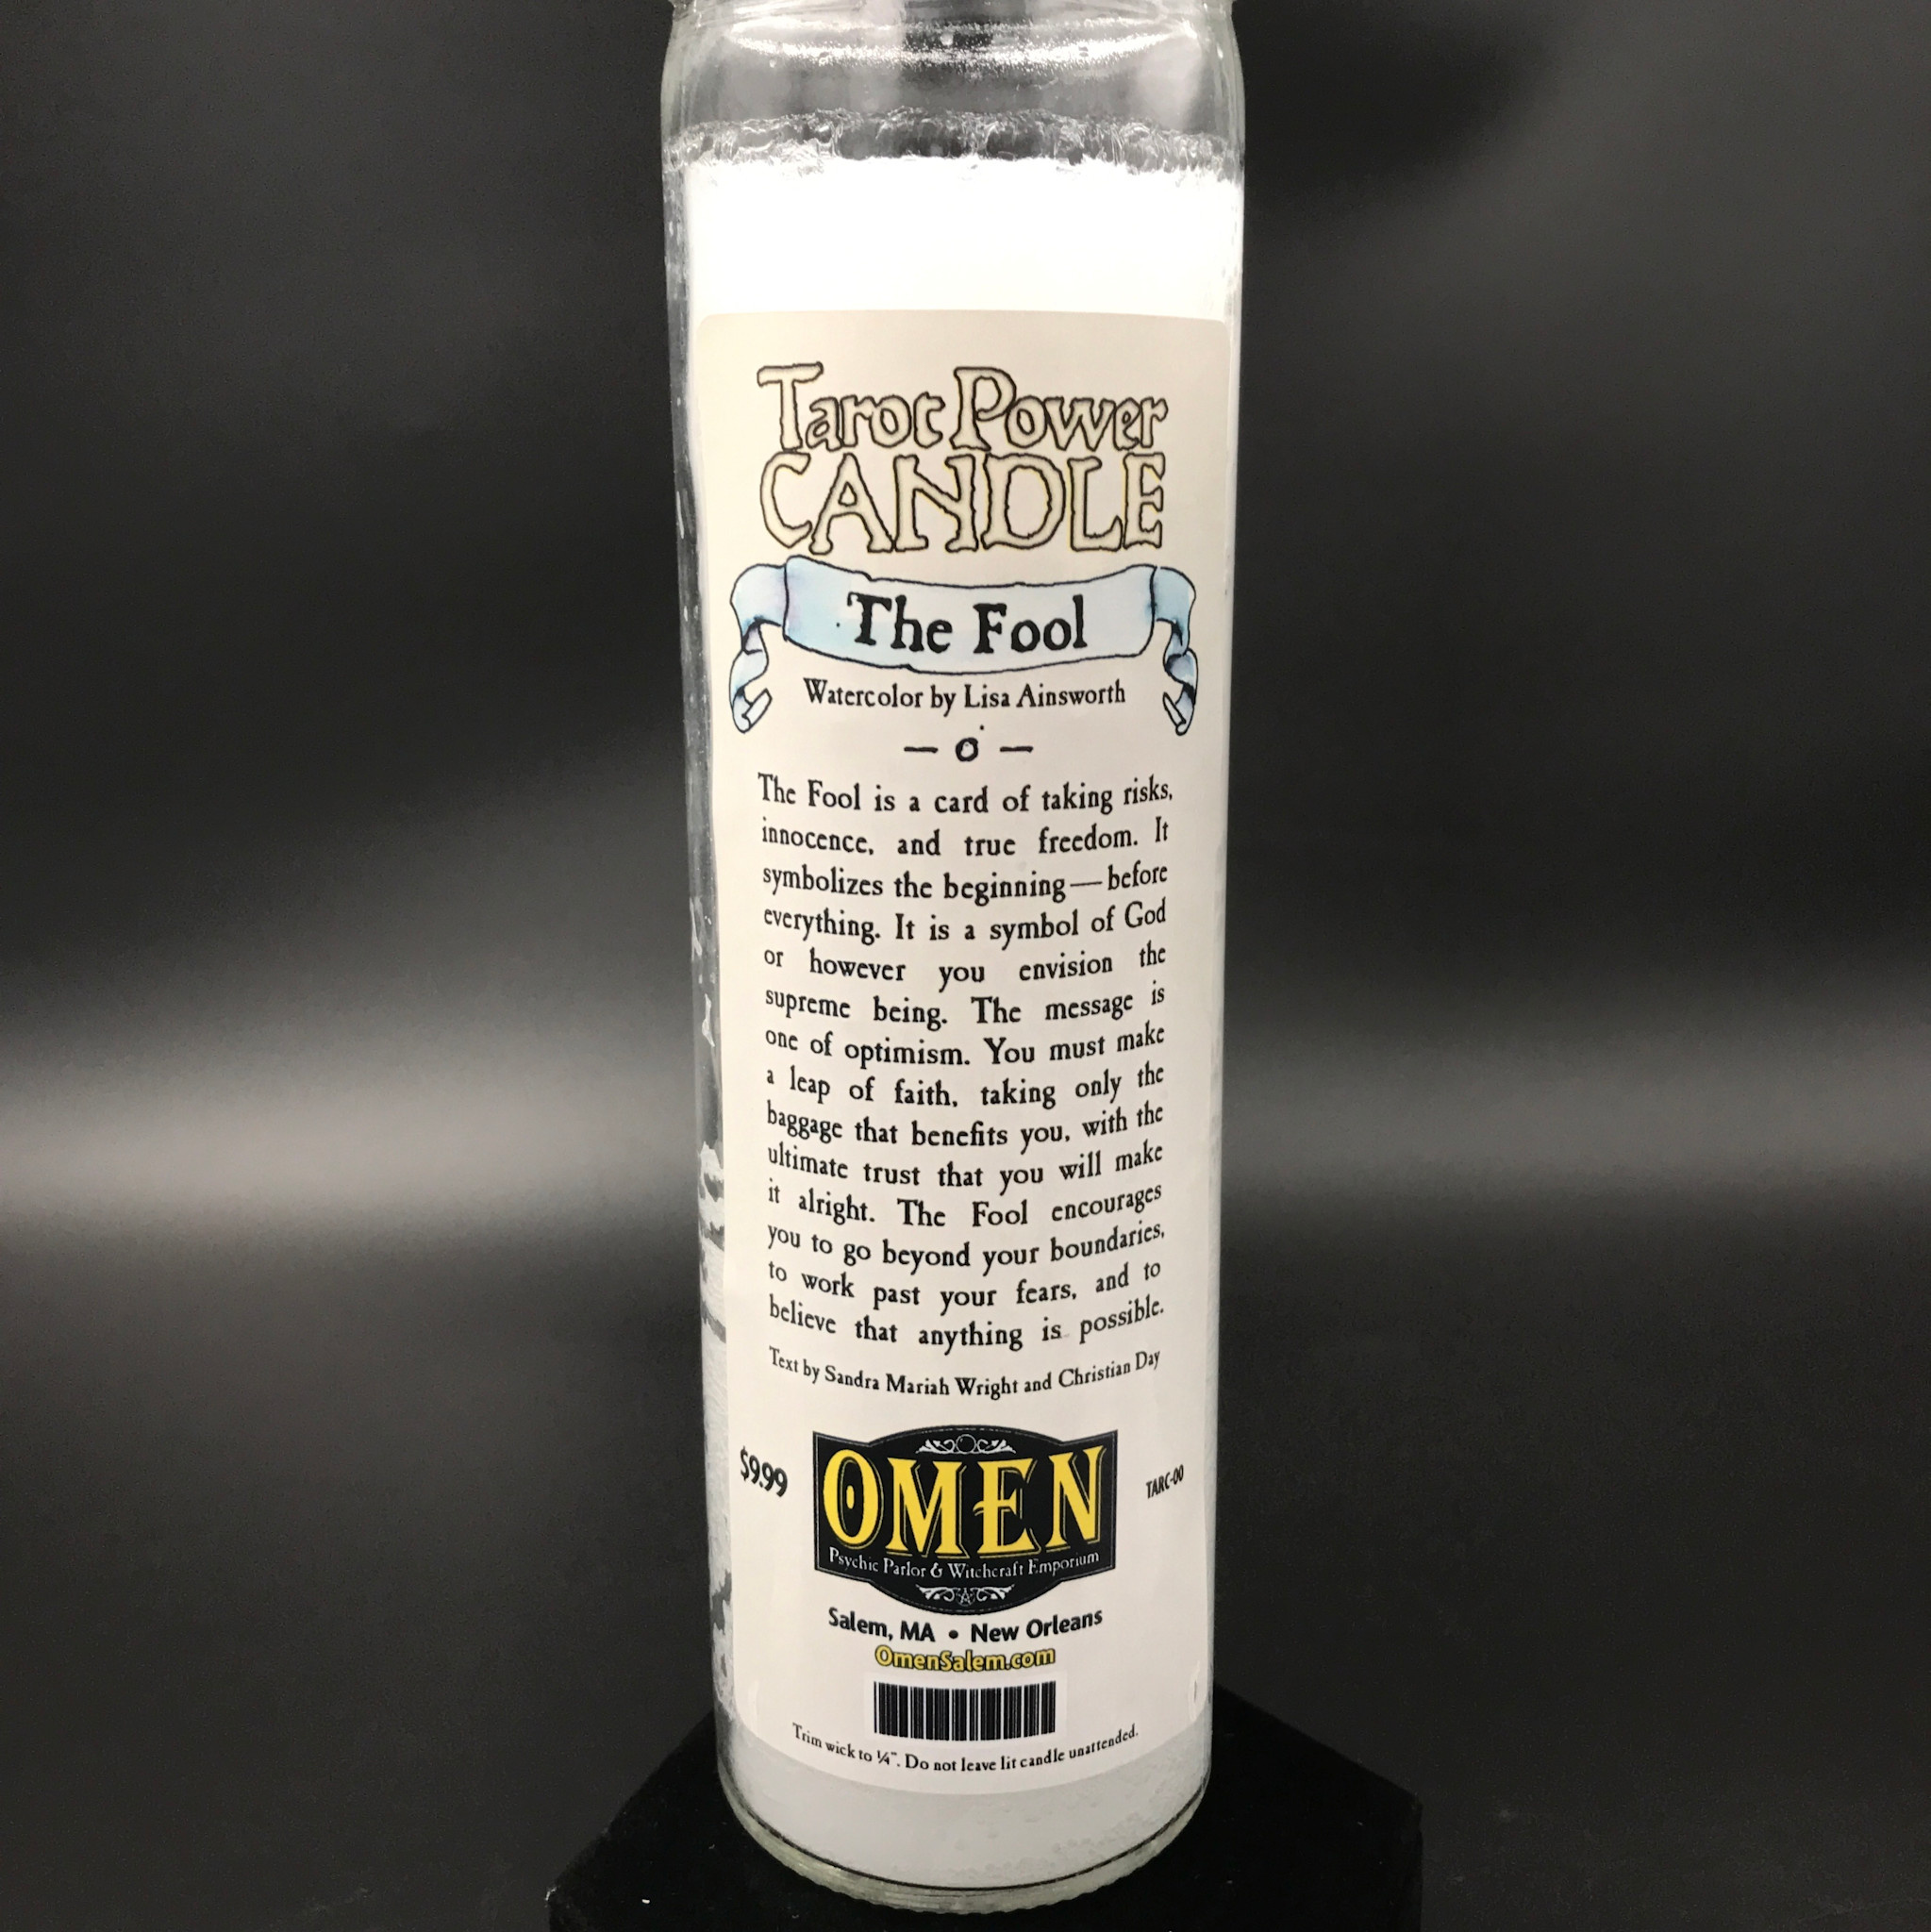 Tarot Power
CANDLE
The Fool
Watercolor by Lisa Ainsworth
— 0 —
The Fool is a card of taking risks,
innocence, and true freedom. It
symbolizes the beginning—before
everything. It is a symbol of God
or however you envision the
supreme being. The message is
one of optimism. You must make
a leap of faith, taking only the
baggage that benefits you, with the
ultimate trust that you will make
it alright. The Fool encourages
you to go beyond your boundaries,
to work past your fears, and to
believe that anything is possible.
Text by Sandra Mariah Wright and Christian Day
$9.99
OMEN
TARC-00
Psychic Parlor & Witchcraft Emporium
Salem, MA • New Orleans
OmenSalem.com
Trim wick to ¼". Do not leave lit candle unattended.